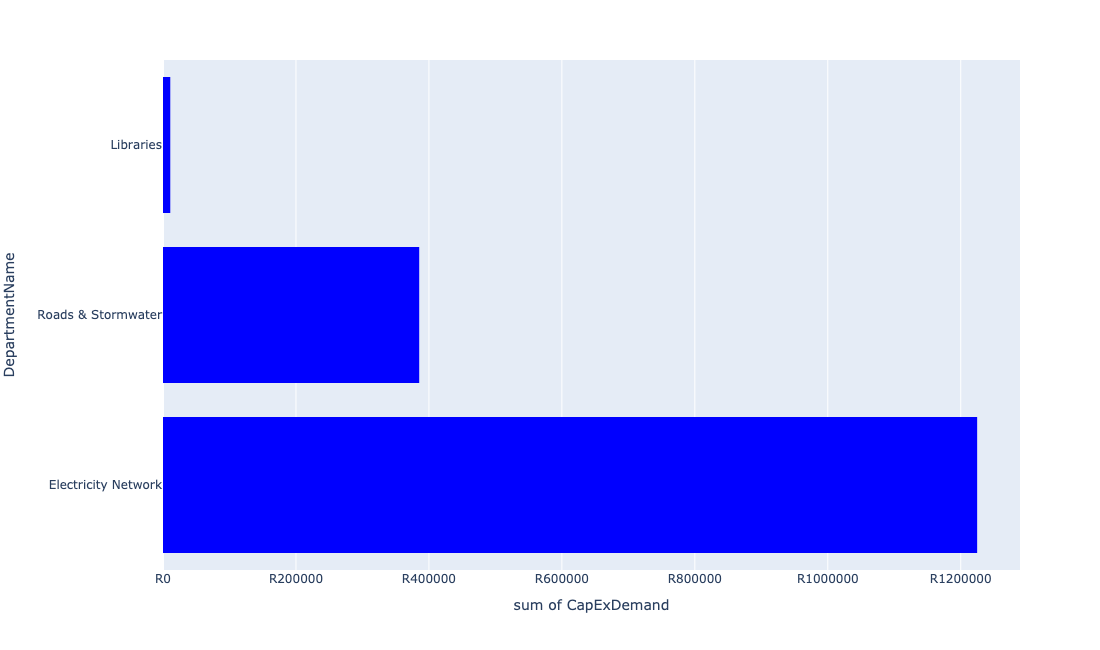 Libraries
Roads & Stormwater
Electricity Network
DepartmentName
R0
R200000
R400000
R600000
R800000
R1000000
R1200000
sum of CapExDemand